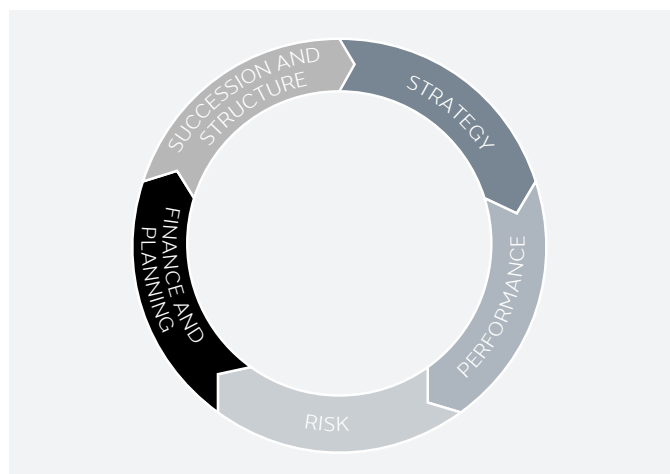 SUCCESSION AND
STRUCTURE
STRATEGY
PERFORMANCE
RISK
FINANCE AND
PLANNING